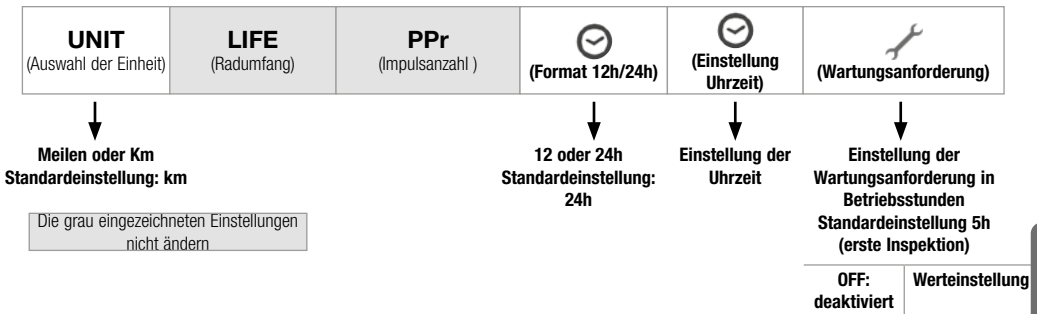 UNIT
(Auswahl der Einheit)
LIFE
(Radumfang)
PPr
(Impulsanzahl )
(Format 12h/24h)
(Einstellung
Uhrzeit)
(Wartungsanforderung)
Meilen oder Km
Standardeinstellung: km
12 oder 24h
Standardeinstellung:
24h
Einstellung der
Uhrzeit
Einstellung der
Wartungsanforderung in
Betriebsstunden
Standardeinstellung 5h
(erste Inspektion)
Die grau eingezeichneten Einstellungen
nicht ändern
OFF:
deaktiviert
Werteinstellung